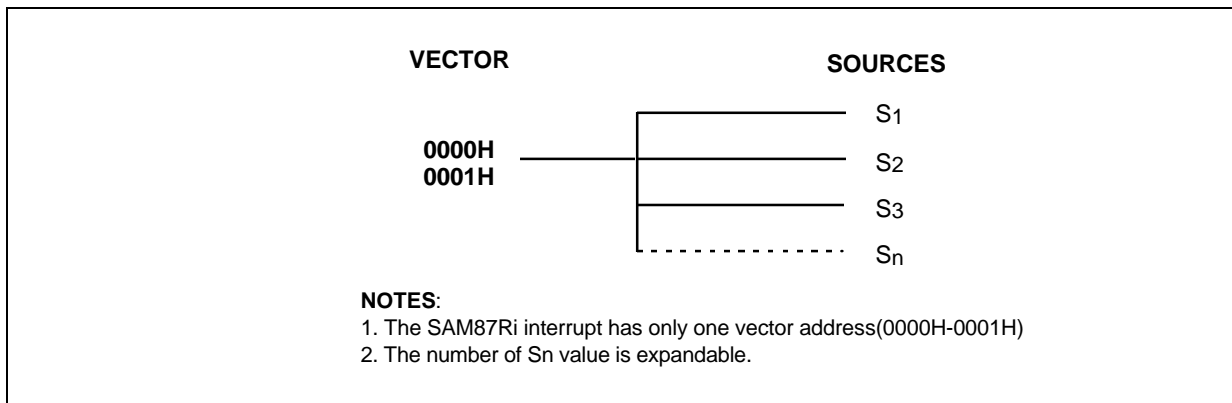 VECTOR
SOURCES
0000H
0001H
S1
S2
S3
Sn
NOTES:
1. The SAM87Ri interrupt has only one vector address(0000H-0001H)
2. The number of Sn value is expandable.